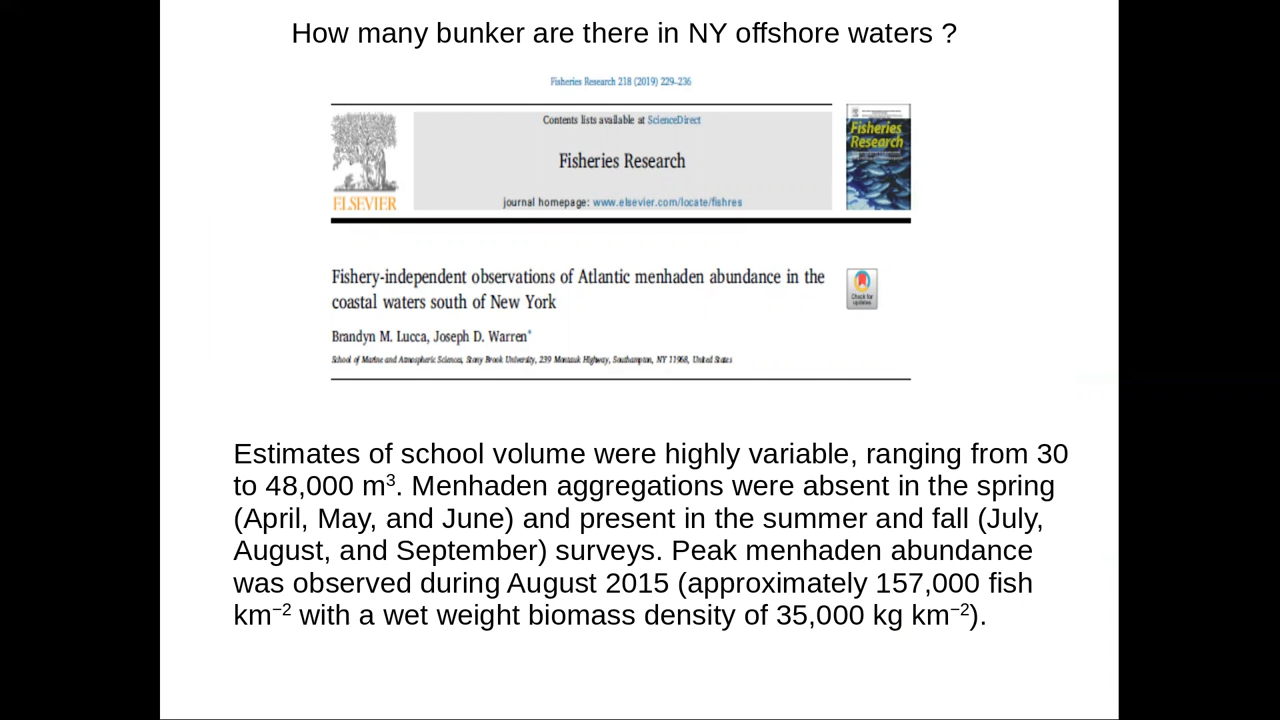 How many bunker are there in NY offshore waters ?
Fisheries Research 218 (2019) 229–236
Contents lists available at ScienceDirect
Fisheries Research
journal homepage: www.elsevier.com/locate/fishres
ELSEVIER
Fisheries
Research
Fishery-independent observations of Atlantic menhaden abundance in the
coastal waters south of New York
Check for
updates
Brandyn M. Lucca, Joseph D. Warren*
School of Marine and Atmospheric Sciences, Stony Brook University, 239 Montauk Highway, Southampton, NY 11968, United States
Estimates of school volume were highly variable, ranging from 30
to 48,000 m³. Menhaden aggregations were absent in the spring
(April, May, and June) and present in the summer and fall (July,
August, and September) surveys. Peak menhaden abundance
was observed during August 2015 (approximately 157,000 fish
km⁻² with a wet weight biomass density of 35,000 kg km⁻²).